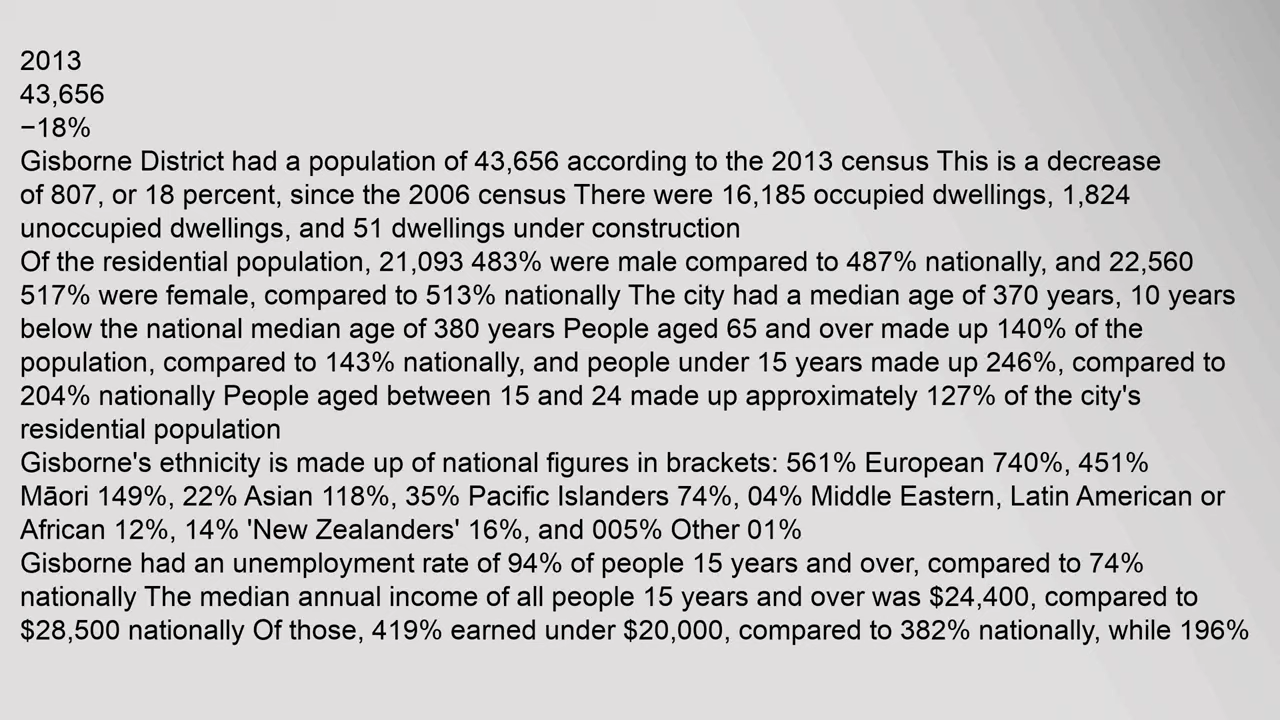 2013
43,656
−18%
Gisborne District had a population of 43,656 according to the 2013 census This is a decrease
of 807, or 18 percent, since the 2006 census There were 16,185 occupied dwellings, 1,824
unoccupied dwellings, and 51 dwellings under construction
Of the residential population, 21,093 483% were male compared to 487% nationally, and 22,560
517% were female, compared to 513% nationally The city had a median age of 370 years, 10 years
below the national median age of 380 years People aged 65 and over made up 140% of the
population, compared to 143% nationally, and people under 15 years made up 246%, compared to
204% nationally People aged between 15 and 24 made up approximately 127% of the city's
residential population
Gisborne's ethnicity is made up of national figures in brackets: 561% European 740%, 451%
Māori 149%, 22% Asian 118%, 35% Pacific Islanders 74%, 04% Middle Eastern, Latin American or
African 12%, 14% 'New Zealanders' 16%, and 005% Other 01%
Gisborne had an unemployment rate of 94% of people 15 years and over, compared to 74%
nationally The median annual income of all people 15 years and over was $24,400, compared to
$28,500 nationally Of those, 419% earned under $20,000, compared to 382% nationally, while 196%